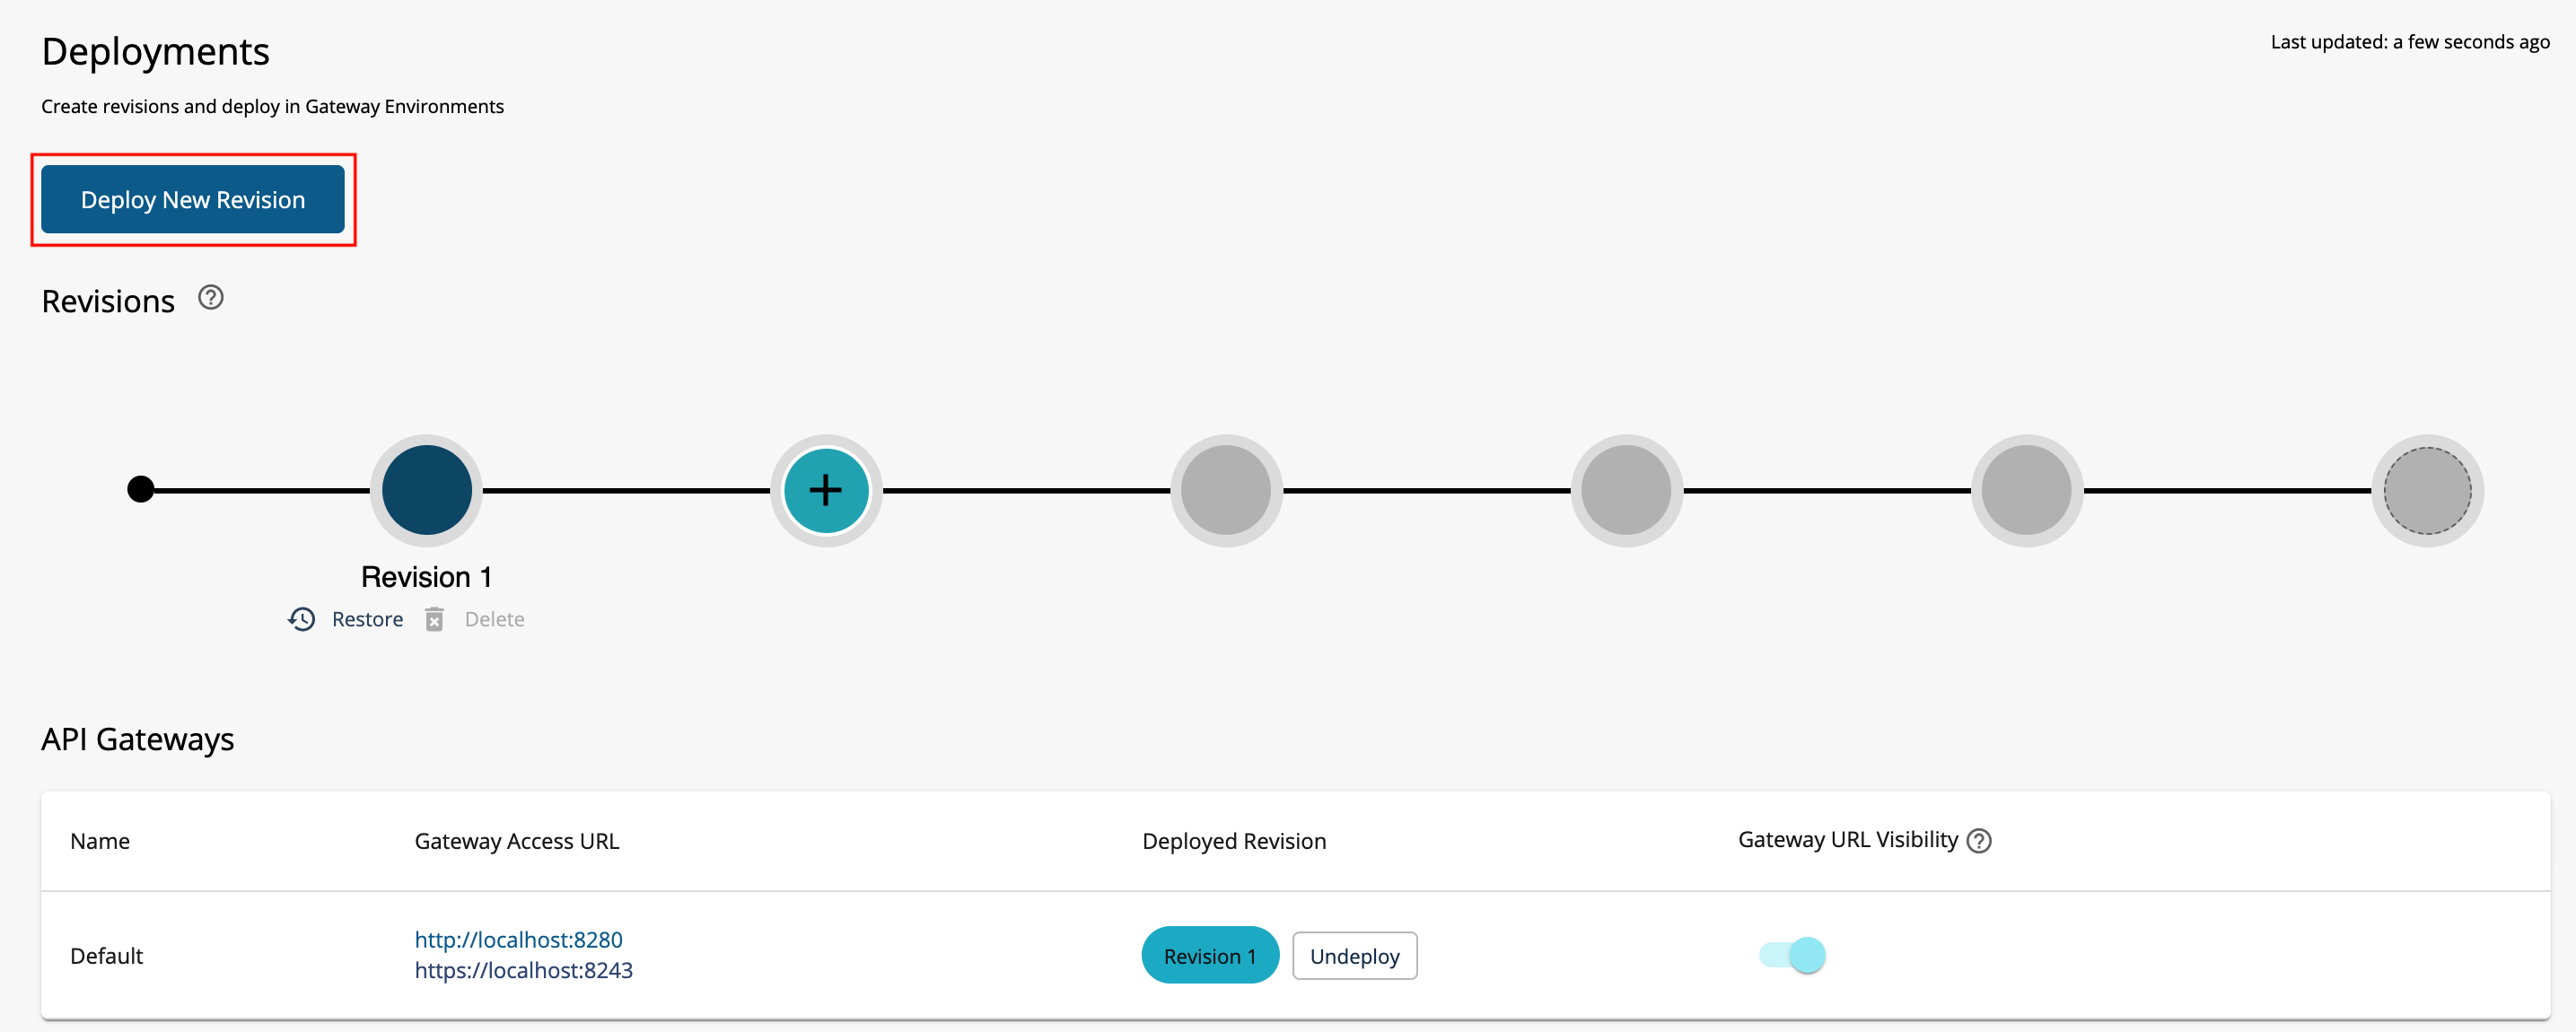 Deployments
Last updated: a few seconds ago
Create revisions and deploy in Gateway Environments
Deploy New Revision
Revisions
Revision 1
Restore Delete
API Gateways
Name Gateway Access URL Deployed Revision Gateway URL Visibility
Default http://localhost:8280 Revision 1 Undeploy
https://localhost:8243